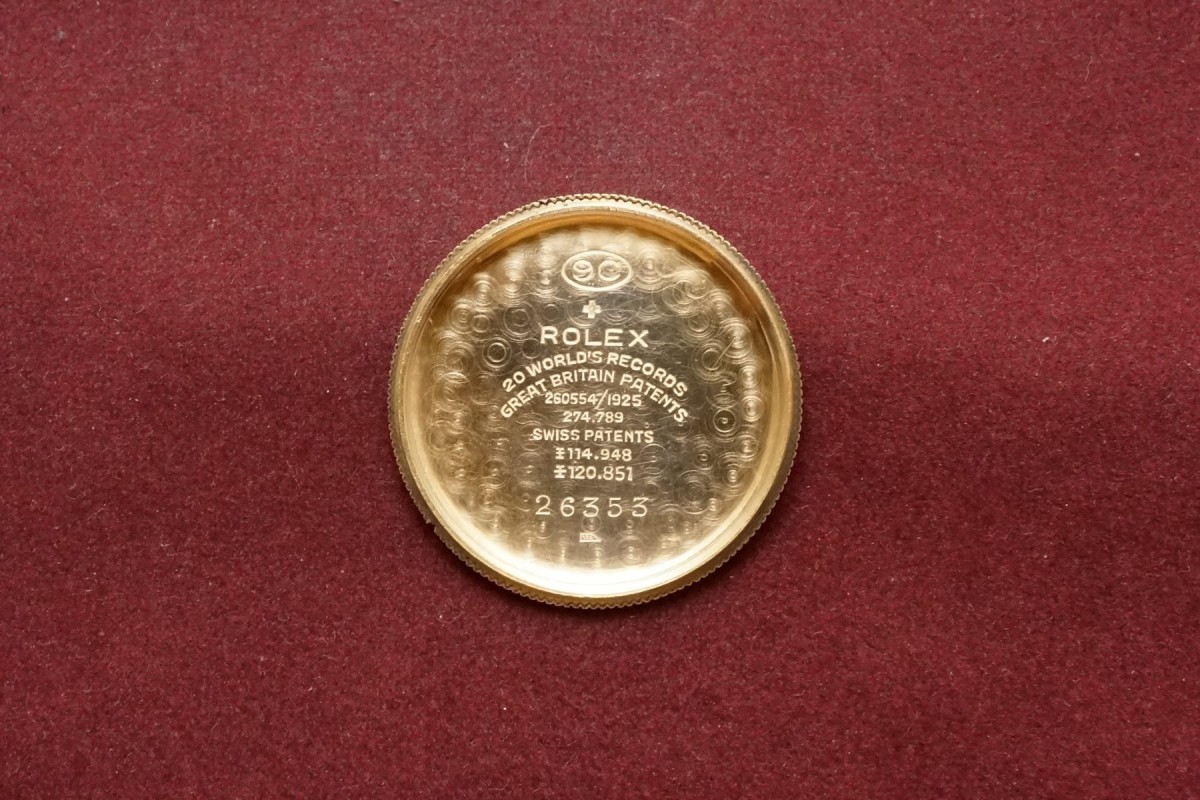 9C
ROLEX
20 WORLD'S RECORDS
GREAT BRITAIN PATENTS
260554/1925
274.789
SWISS PATENTS
114.948
120.851
26353